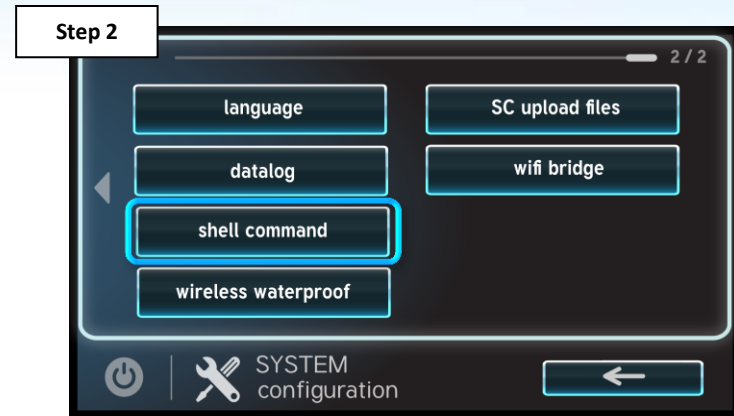 Step 2
2/2
language
SC upload files
datalog
wifi bridge
shell command
wireless waterproof
SYSTEM
configuration